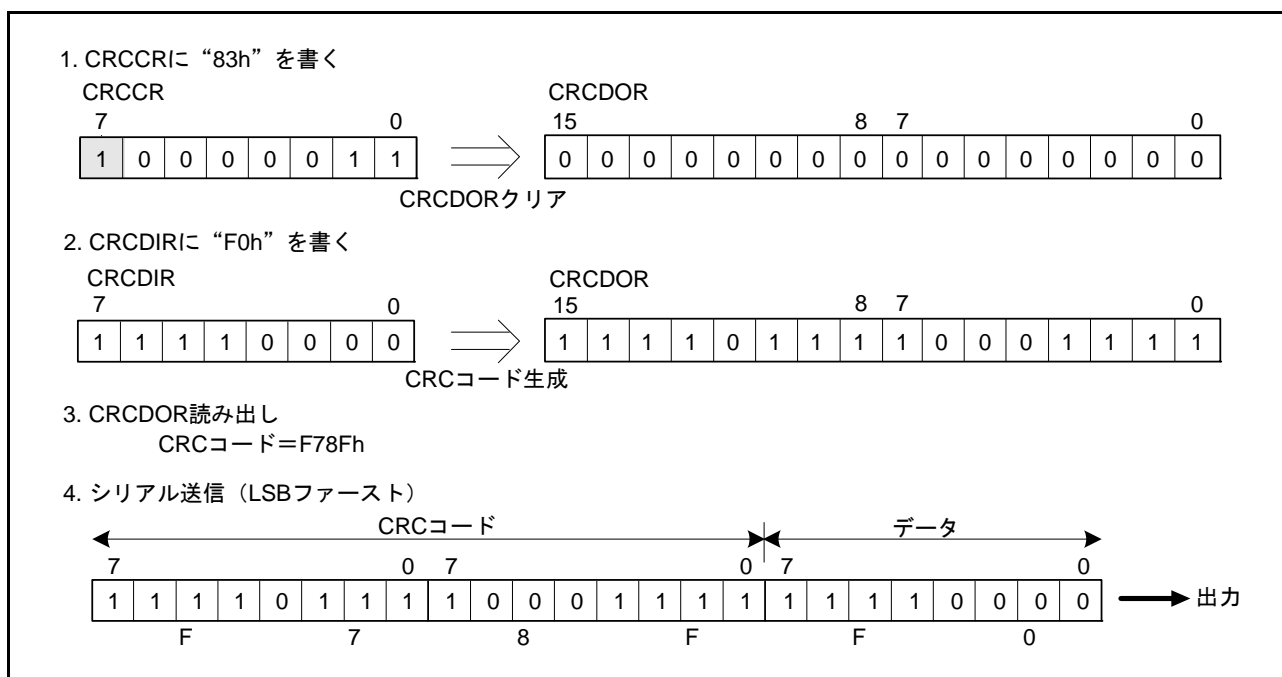 1. CRCCRに“83h”を書く
CRCCR CRCDOR
7 0 15 8 7 0
1 0 0 0 0 0 1 1 0 0 0 0 0 0 0 0 0 0 0 0 0 0 0 0
CRCDORクリア
2. CRCDIRに“F0h”を書く
CRCDIR CRCDOR
7 0 15 8 7 0
1 1 1 1 0 0 0 0 1 1 1 1 0 1 1 1 1 0 0 0 1 1 1 1
CRCコード生成
3. CRCDOR読み出し
CRCコード＝F78Fh
4. シリアル送信（LSBファースト）
CRCコード データ
7 0 7 0 7 0
1 1 1 1 0 1 1 1 1 0 0 0 1 1 1 1 1 1 1 1 0 0 0 0 出力
F 7 8 F F 0